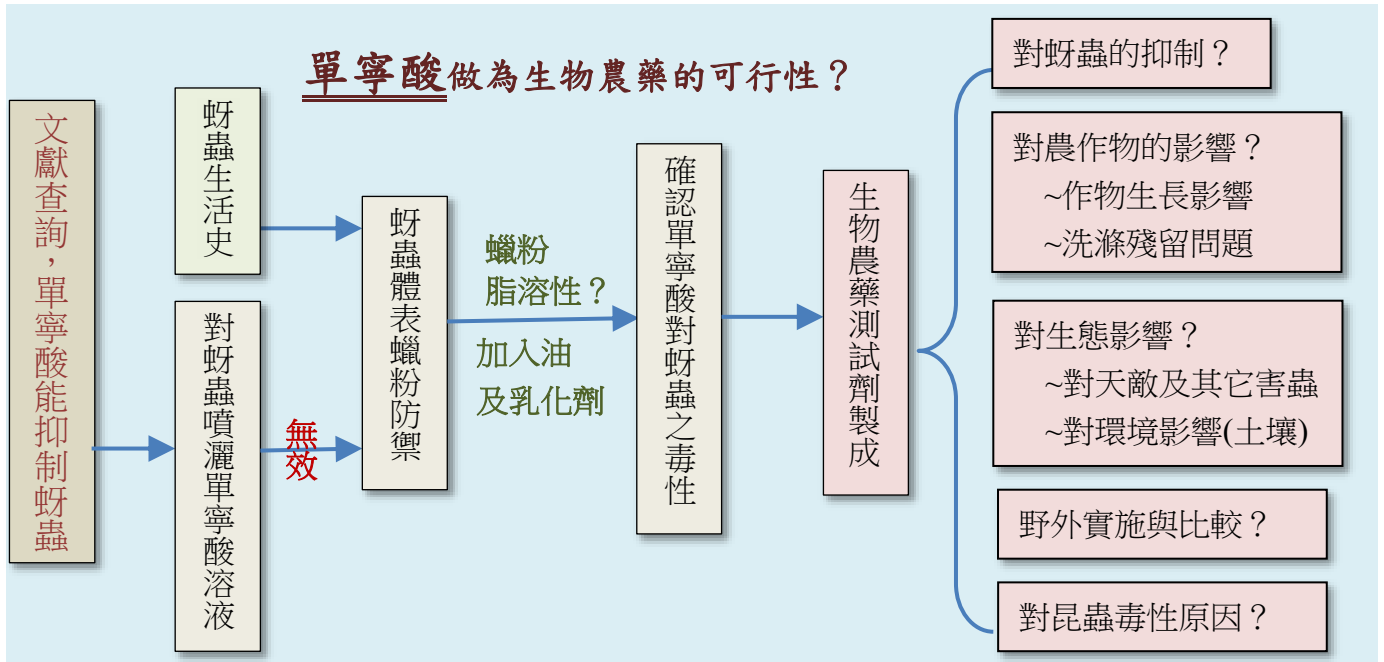 單寧酸做為生物農藥的可行性？
文獻查詢，單寧酸能抑制蚜蟲
蚜蟲生活史
對蚜蟲噴灑單寧酸溶液
無效
蚜蟲體表蠟粉防禦
蠟粉
脂溶性？
加入油
及乳化劑
確認單寧酸對蚜蟲之毒性
生物農藥測試劑製成
對蚜蟲的抑制？
對農作物的影響？
~作物生長影響
~洗滌殘留問題
對生態影響？
~對天敵及其它害蟲
~對環境影響(土壤)
野外實施與比較？
對昆蟲毒性原因？